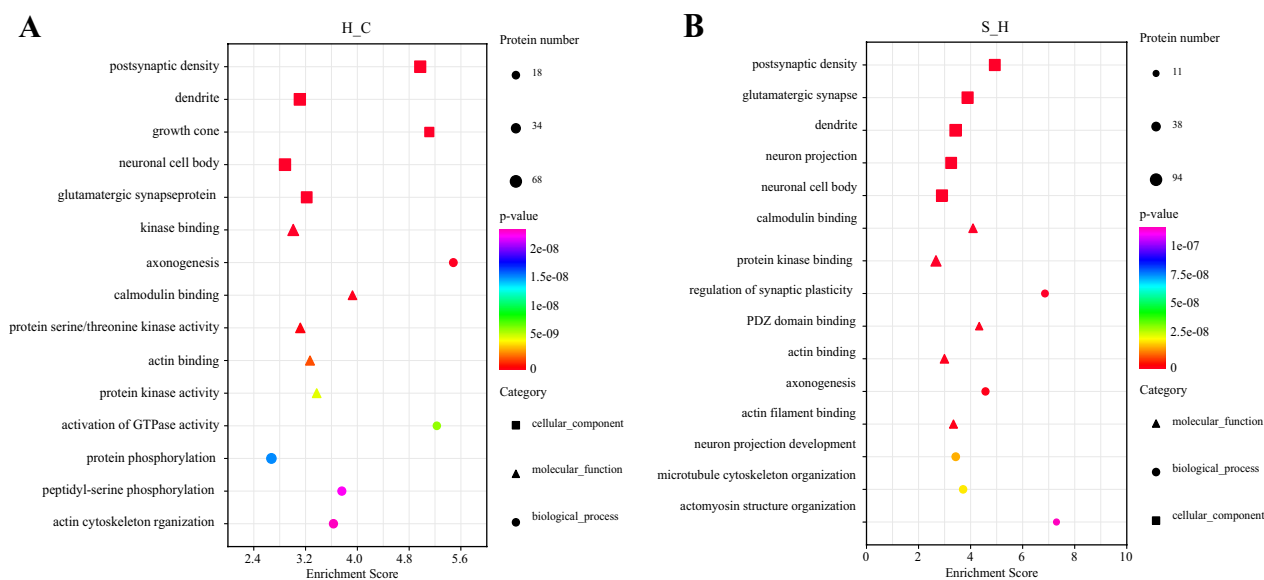 A
H_C
postsynaptic density
dendrite
growth cone
neuronal cell body
glutamatergic synapseprotein
kinase binding
axonogenesis
calmodulin binding
protein serine/threonine kinase activity
actin binding
protein kinase activity
activation of GTPase activity
protein phosphorylation
peptidyl-serine phosphorylation
actin cytoskeleton rganization
2.4 3.2 4.0 4.8 5.6
Enrichment Score
Protein number
18
34
68
p-value
2e-08
1.5e-08
1e-08
5e-09
0
Category
cellular_component
molecular_function
biological_process
B
S_H
postsynaptic density
glutamatergic synapse
dendrite
neuron projection
neuronal cell body
calmodulin binding
protein kinase binding
regulation of synaptic plasticity
PDZ domain binding
actin binding
axonogenesis
actin filament binding
neuron projection development
microtubule cytoskeleton organization
actomyosin structure organization
0 2 4 6 8 10
Enrichment Score
Protein number
11
38
94
p-value
1e-07
7.5e-08
5e-08
2.5e-08
0
Category
molecular_function
biological_process
cellular_component